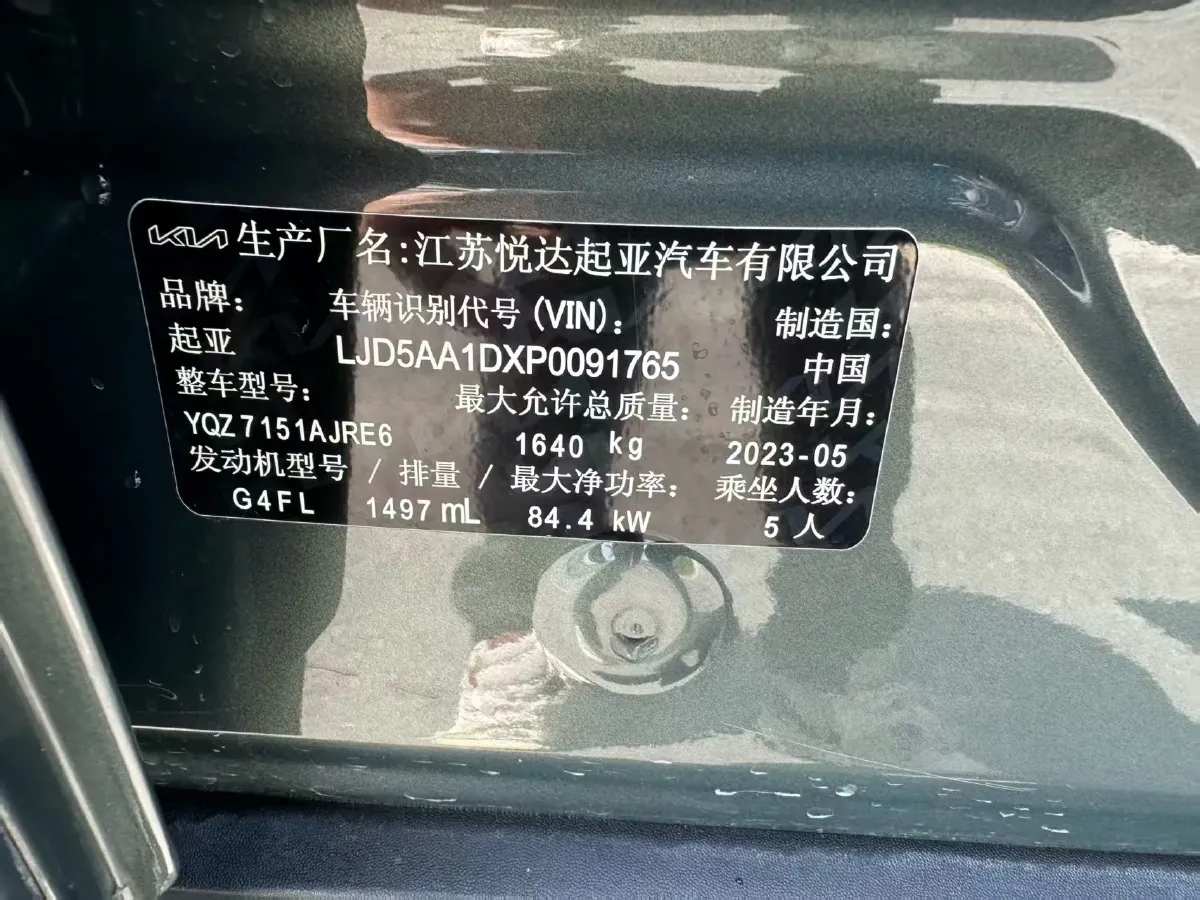 KIA 生产厂名:江苏悦达起亚汽车有限公司
品牌: 车辆识别代号 (VIN): 制造国:
起亚 LJD5AA1DXP0091765 中国
整车型号: 最大允许总质量: 制造年月:
YQZ7151AJRE6 1640 kg 2023-05
发动机型号 / 排量 / 最大净功率: 乘坐人数:
G4FL 1497 mL 84.4 kW 5 人